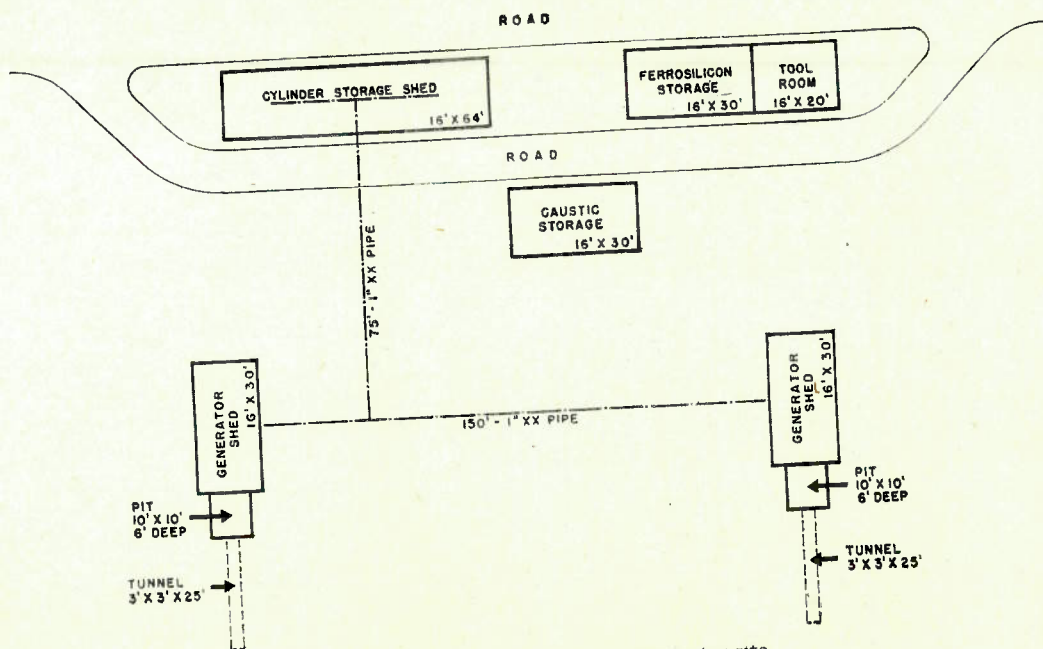 ROAD
CYLINDER STORAGE SHED
16' X 64'
FERROSILICON
STORAGE
16' X 30'
TOOL
ROOM
16' X 20'
ROAD
CAUSTIC
STORAGE
16' X 30'
75' - 1" XX PIPE
GENERATOR
SHED
16' X 30'
150' - 1" XX PIPE
GENERATOR
SHED
16' X 30'
PIT
10' X 10'
6' DEEP
PIT
10' X 10'
6' DEEP
TUNNEL
3' X 3' X 25'
TUNNEL
3' X 3' X 25'